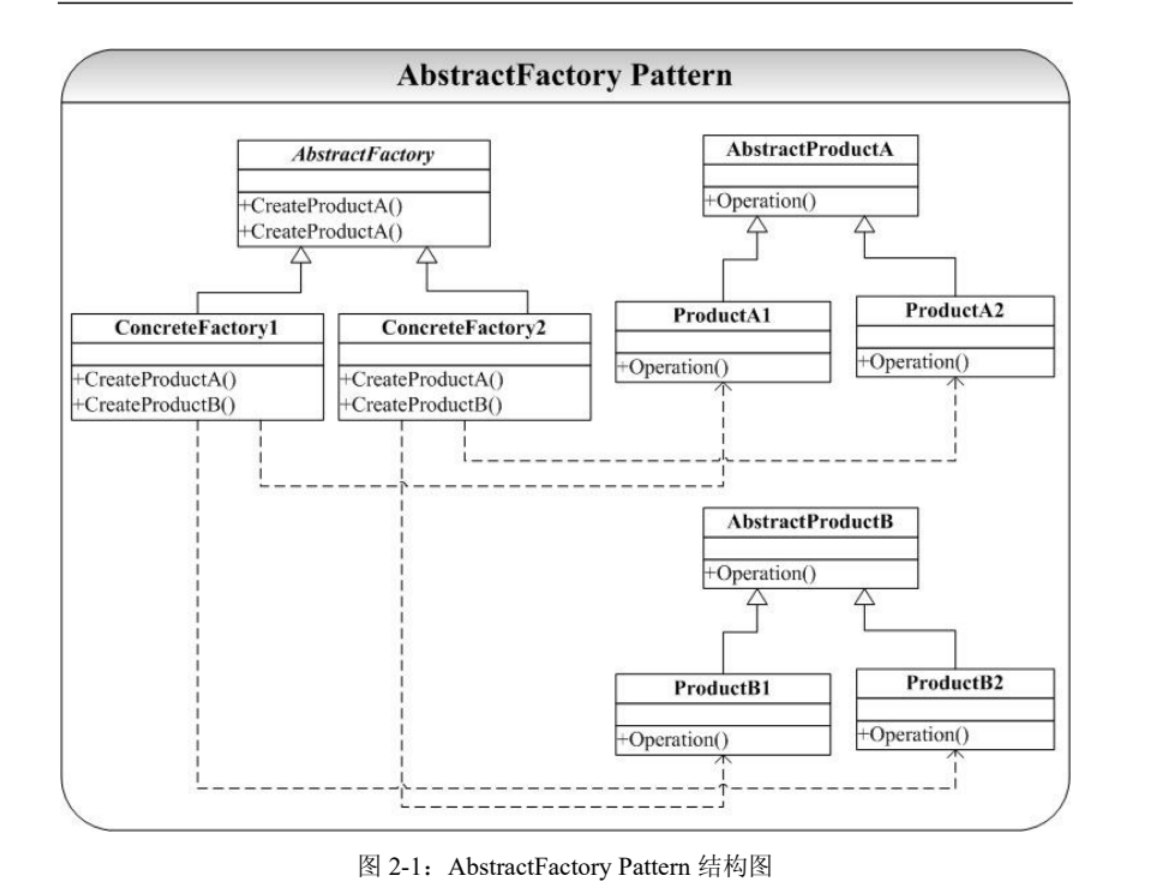 AbstractFactory Pattern
AbstractFactory
+CreateProductA()
+CreateProductA()
ConcreteFactory1
+CreateProductA()
+CreateProductB()
ConcreteFactory2
+CreateProductA()
+CreateProductB()
AbstractProductA
+Operation()
ProductA1
+Operation()
ProductA2
+Operation()
AbstractProductB
+Operation()
ProductB1
+Operation()
ProductB2
+Operation()
图 2-1：AbstractFactory Pattern 结构图